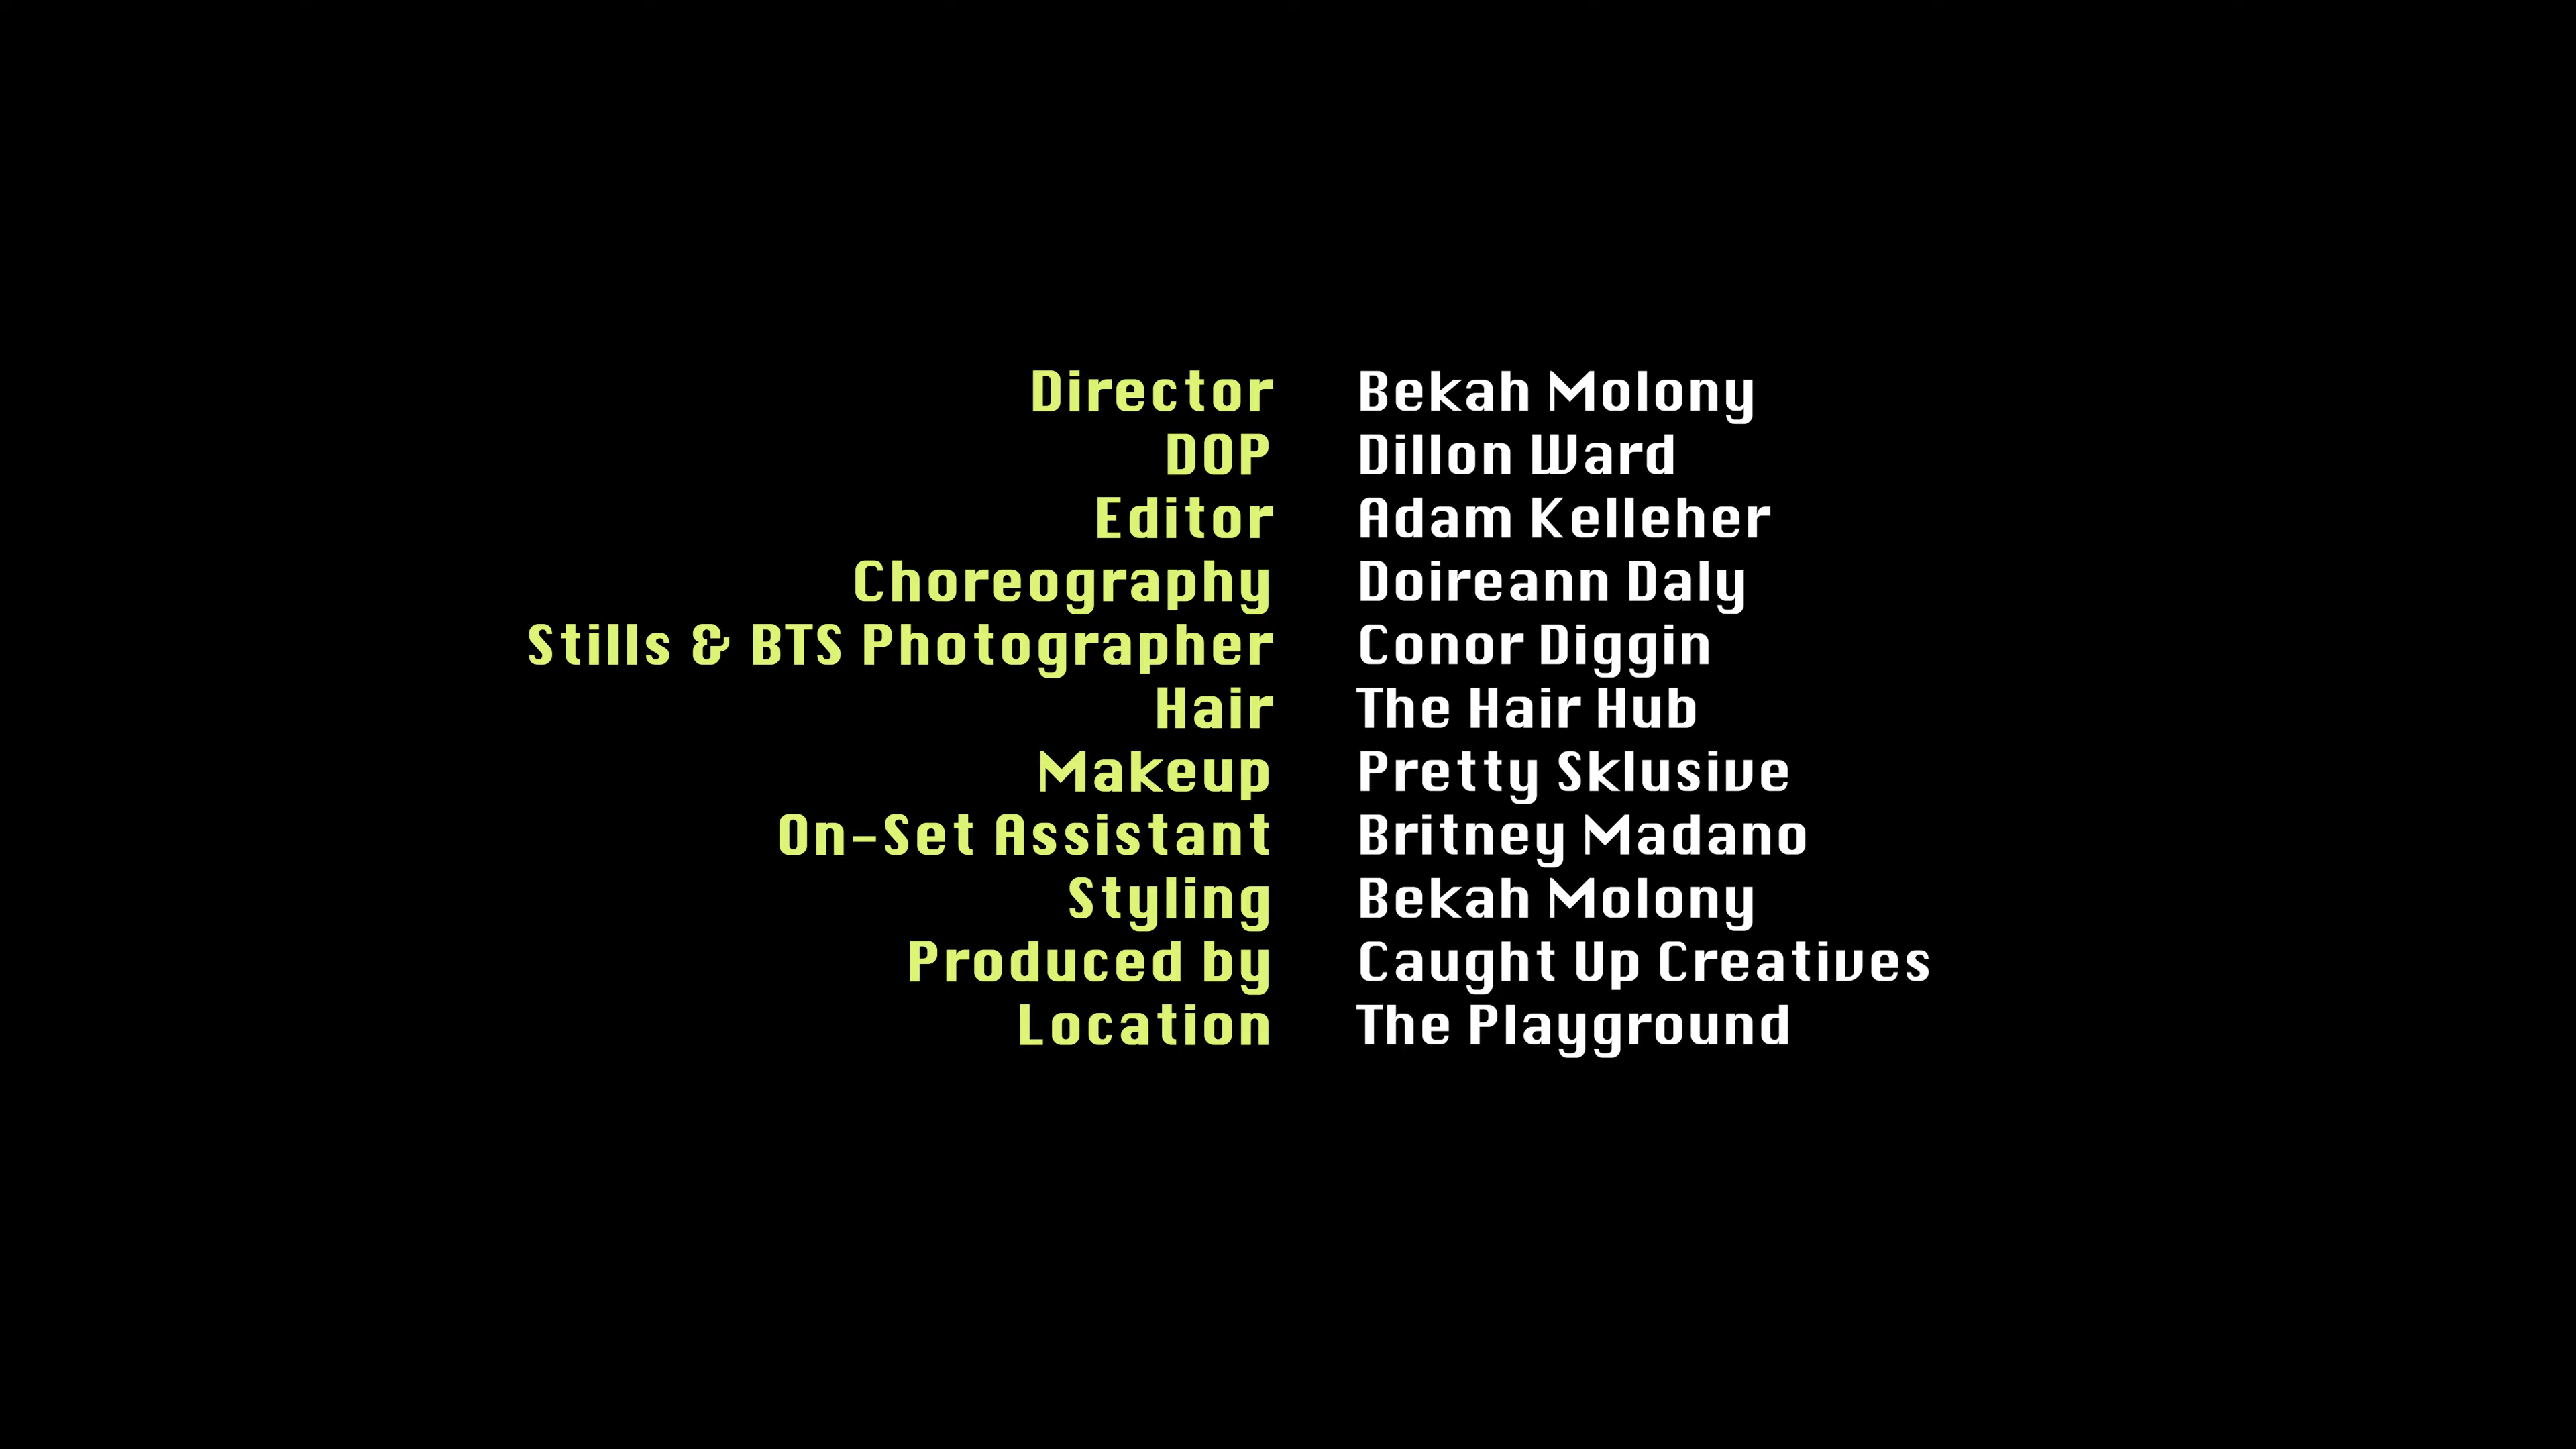 Director Bekah Molony
DOP Dillon Ward
Editor Adam Kelleher
Choreography Doireann Daly
Stills & BTS Photographer Conor Diggin
Hair The Hair Hub
Makeup Pretty Sklusive
On-Set Assistant Britney Madano
Styling Bekah Molony
Produced by Caught Up Creatives
Location The Playground